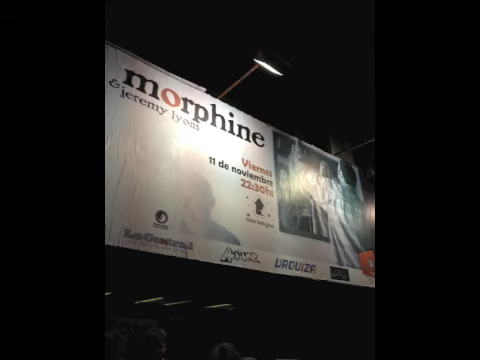 morphine
& jeremy lyons
Viernes
11 de noviembre
22:30hs
La Central
URQUIZA